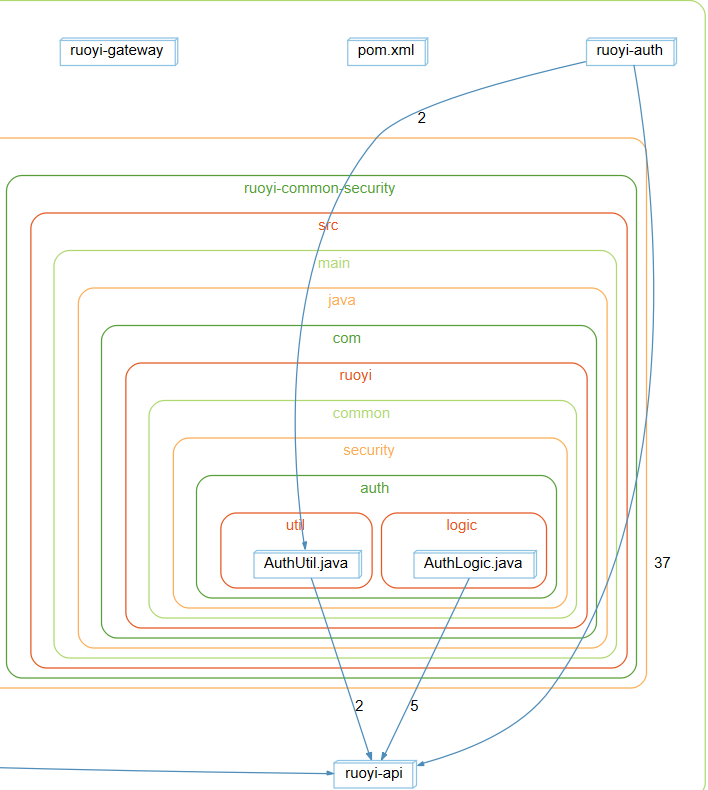 ruoyi-gateway
pom.xml
ruoyi-auth
2
ruoyi-common-security
src
main
java
com
ruoyi
common
security
auth
util
logic
AuthUtil.java
AuthLogic.java
37
2
5
ruoyi-api